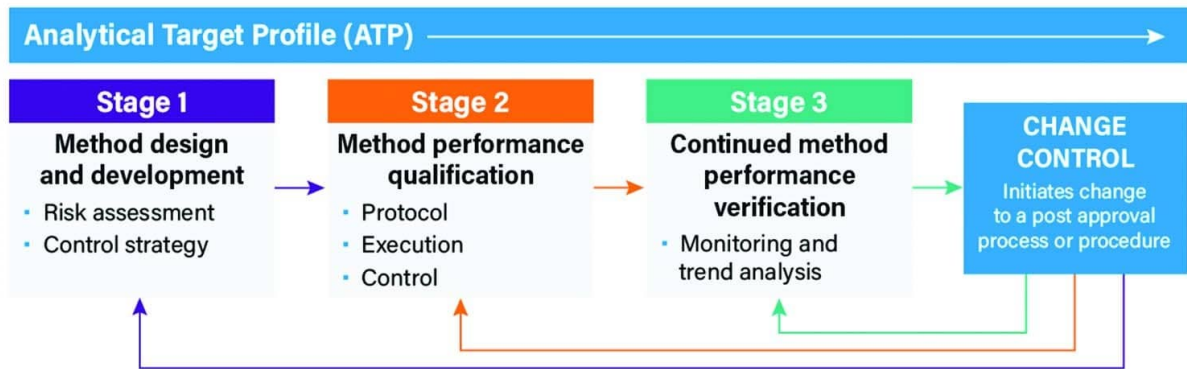 Analytical Target Profile (ATP)
Stage 1
Method design
and development
▪ Risk assessment
▪ Control strategy
Stage 2
Method performance
qualification
▪ Protocol
▪ Execution
▪ Control
Stage 3
Continued method
performance
verification
▪ Monitoring and
trend analysis
CHANGE
CONTROL
Initiates change
to a post approval
process or procedure